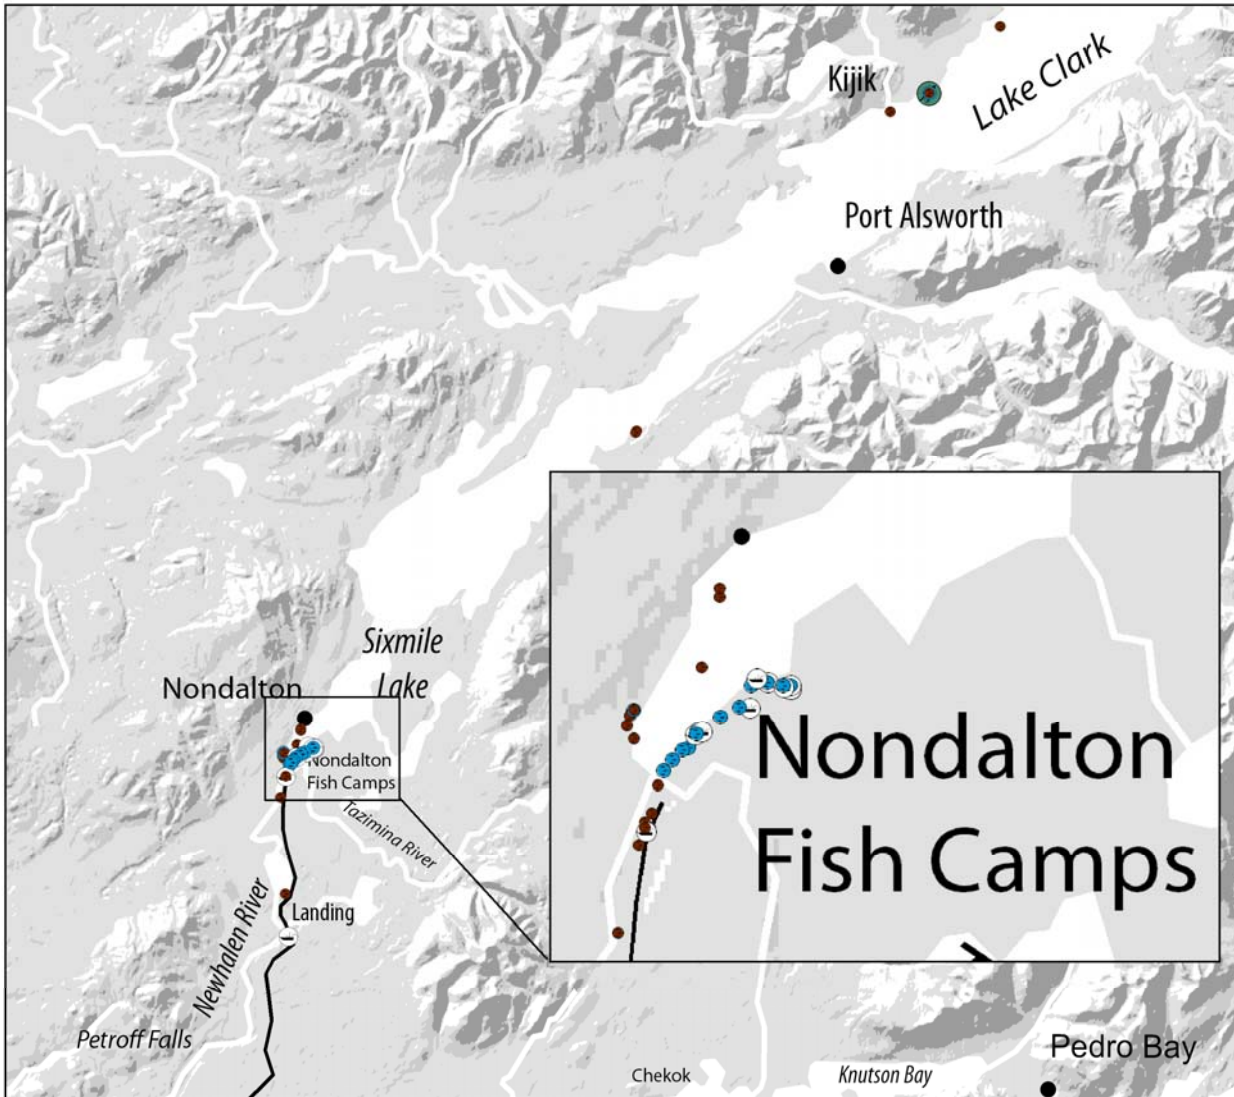 Kijik
Lake Clark
Port Alsworth
Sixmile
Lake
Nondalton
Nondalton
Fish Camps
Nondalton
Fish Camps
Tazimina River
Landing
Newhalen River
Petroff Falls
Pedro Bay
Chekok
Knutson Bay